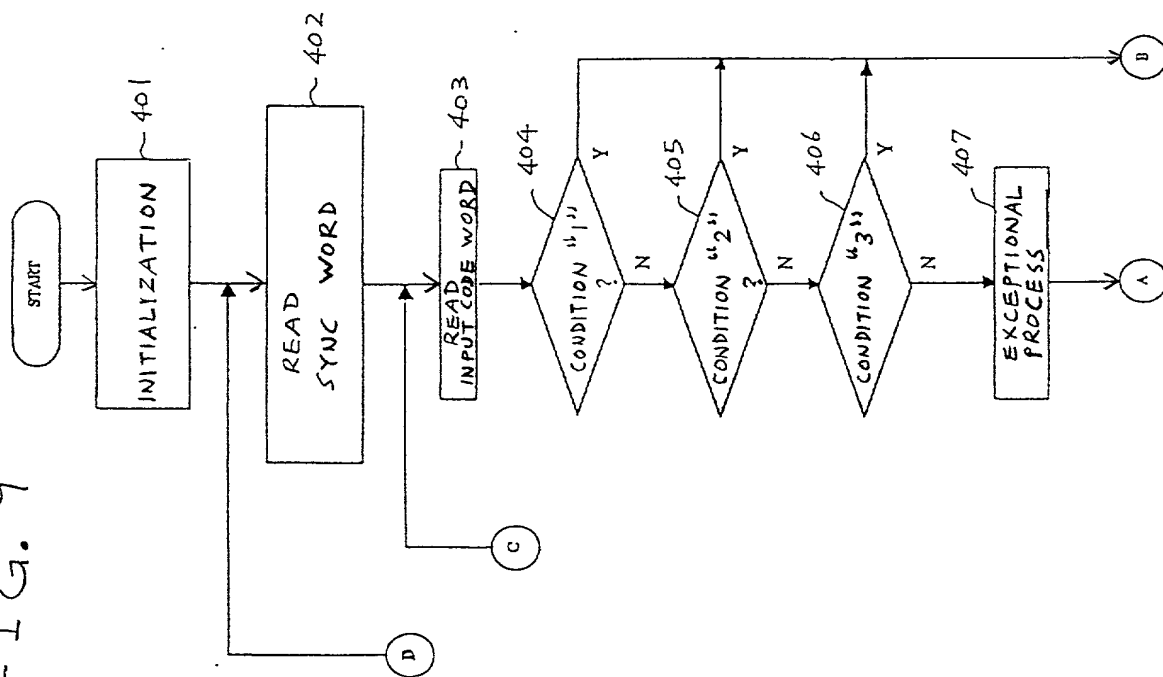 FIG. 9
START
INITIALIZATION
401
D
READ
SYNC WORD
402
C
READ
INPUT CODE WORD
403
CONDITION "1"
?
404
Y
N
CONDITION "2"
?
405
Y
N
CONDITION "3"
406
Y
N
EXCEPTIONAL
PROCESS
407
A
B